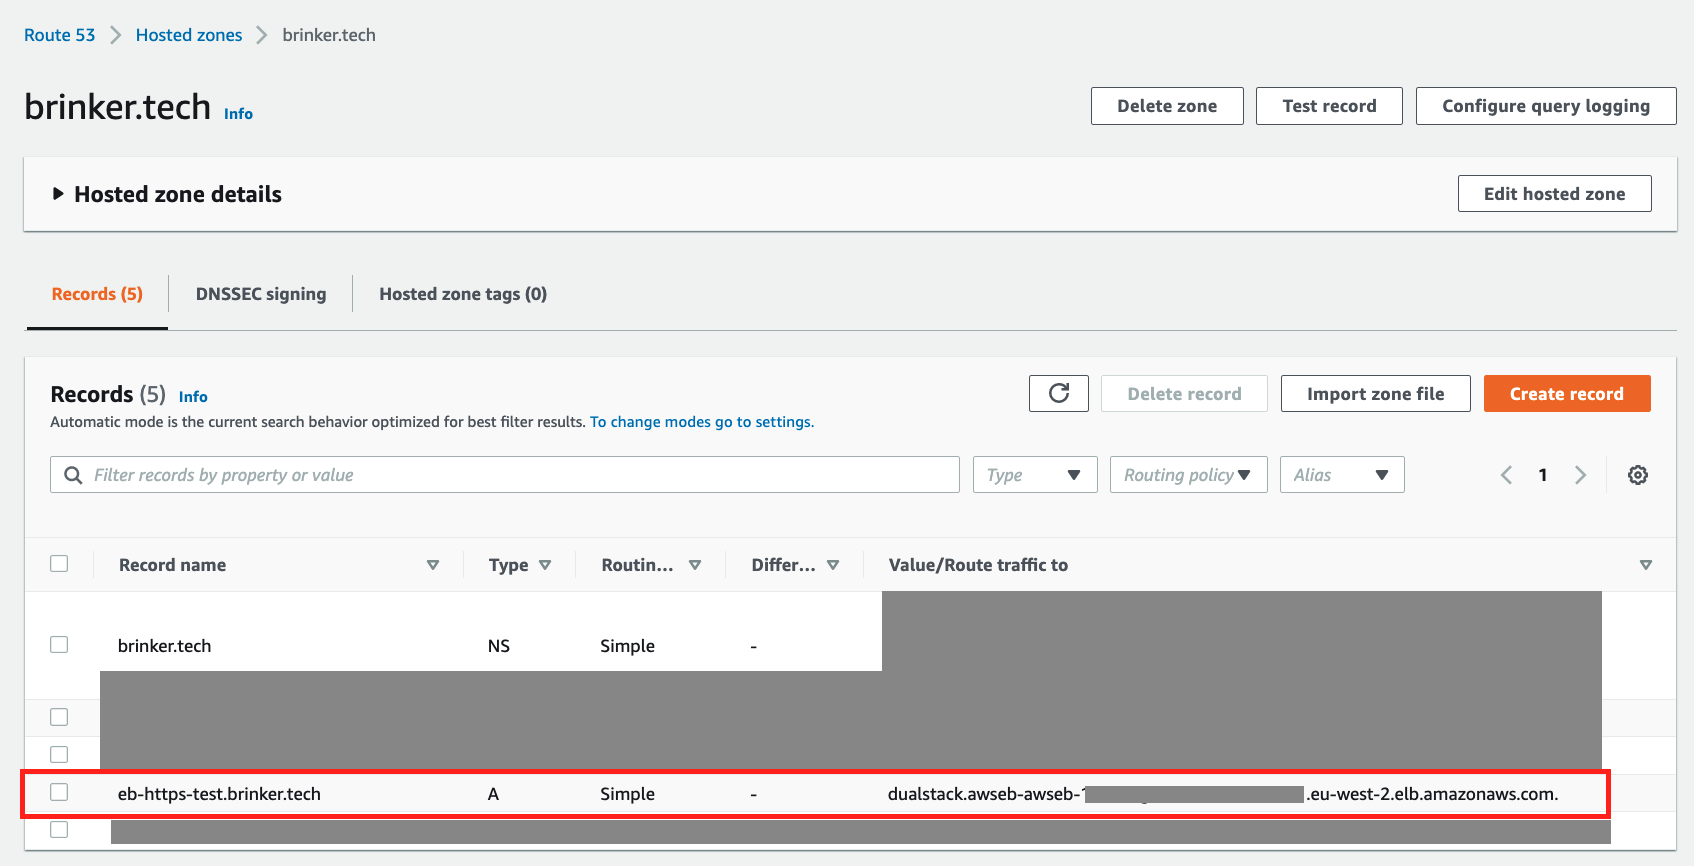 Route 53 > Hosted zones > brinker.tech
brinker.tech Info
Delete zone Test record Configure query logging
Hosted zone details
Edit hosted zone
Records (5) DNSSEC signing Hosted zone tags (0)
Records (5) Info
Delete record Import zone file Create record
Automatic mode is the current search behavior optimized for best filter results. To change modes go to settings.
Filter records by property or value Type Routing policy Alias 1
Record name Type Routin... Differ... Value/Route traffic to
brinker.tech NS Simple -
eb-https-test.brinker.tech A Simple - dualstack.awseb-awseb- .eu-west-2.elb.amazonaws.com.